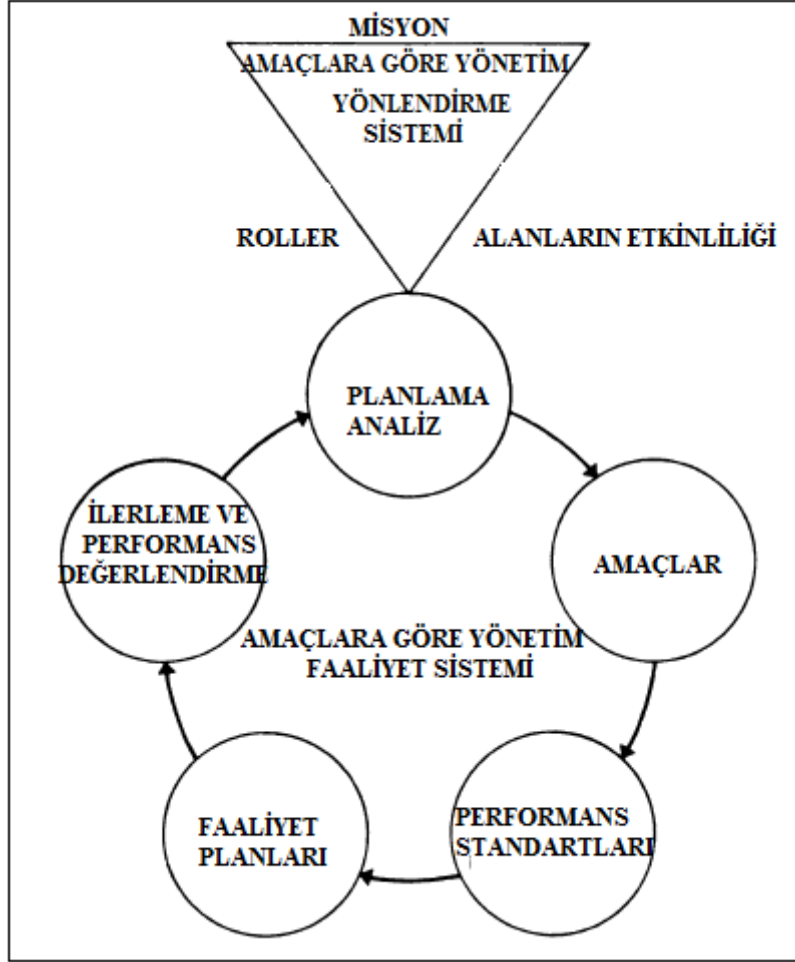 MİSYON
AMAÇLARA GÖRE YÖNETİM
YÖNLENDİRME
SİSTEMİ
ROLLER
ALANLARIN ETKİNLİLİĞİ
PLANLAMA
ANALİZ
İLERLEME VE
PERFORMANS
DEĞERLENDİRME
AMAÇLAR
AMAÇLARA GÖRE YÖNETİM
FAALİYET SİSTEMİ
FAALİYET
PLANLARI
PERFORMANS
STANDARTLARI